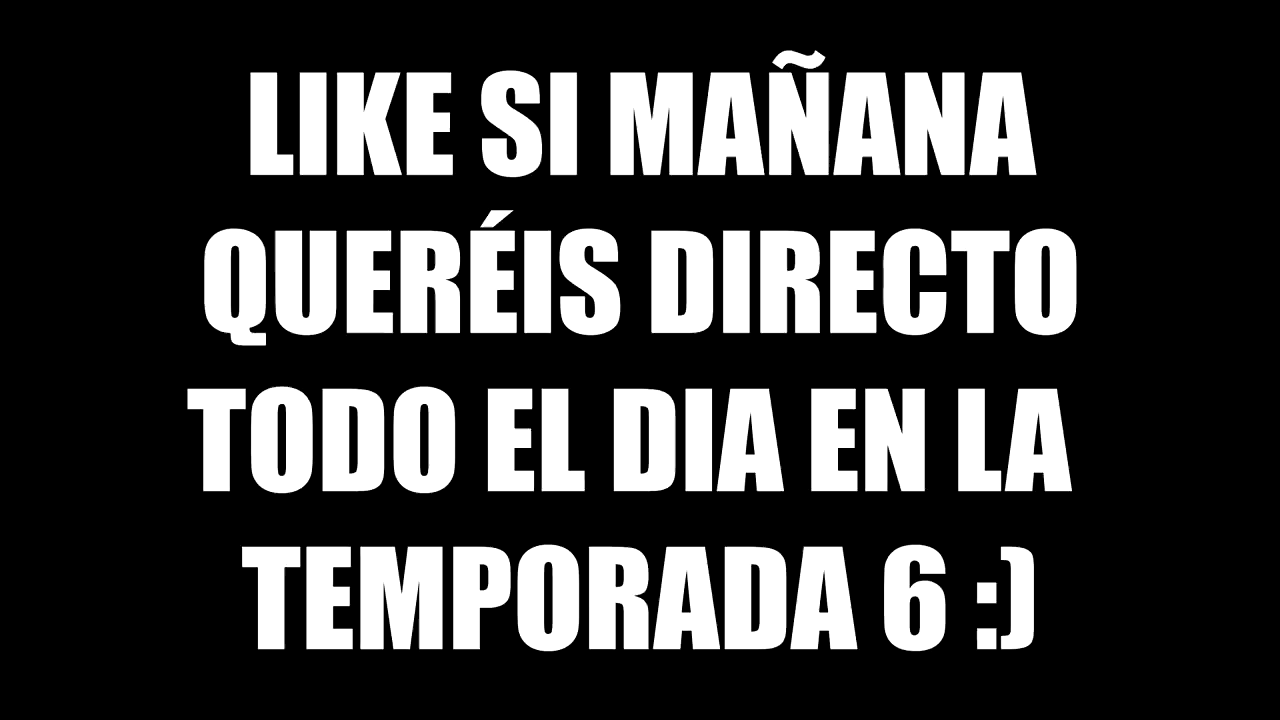 LIKE SI MAÑANA
QUERÉIS DIRECTO
TODO EL DIA EN LA
TEMPORADA 6 :)